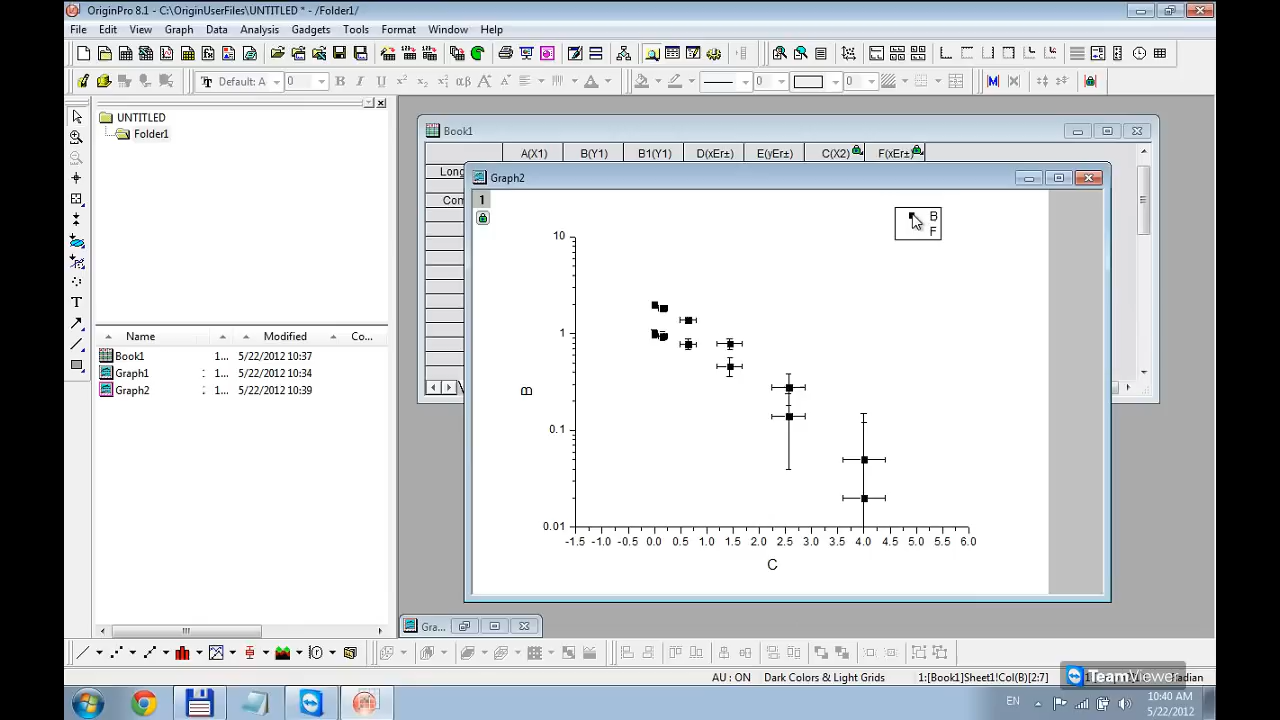 OriginPro 8.1 - C:\OriginUserFiles\UNTITLED * - /Folder1/
File Edit View Graph Data Analysis Gadgets Tools Format Window Help
Default: A 0 B I U x² x₂ αβ A A A 0 0 M
UNTITLED
Folder1
Name Modified Co...
Book1 1... 5/22/2012 10:37
Graph1 5/22/2012 10:34
Graph2 5/22/2012 10:39
Book1
A(X1) B(Y1) B1(Y1) D(xEr±) E(yEr±) C(X2) F(xEr±)
Long
Com
Graph2
1
B
F
10
1
0.1
0.01
B
-1.5 -1.0 -0.5 0.0 0.5 1.0 1.5 2.0 2.5 3.0 3.5 4.0 4.5 5.0 5.5 6.0
C
Gra...
AU : ON Dark Colors & Light Grids 1:[Book1]Sheet1!Col(B)[2:7] adian
TeamViewer
EN 10:40 AM
5/22/2012